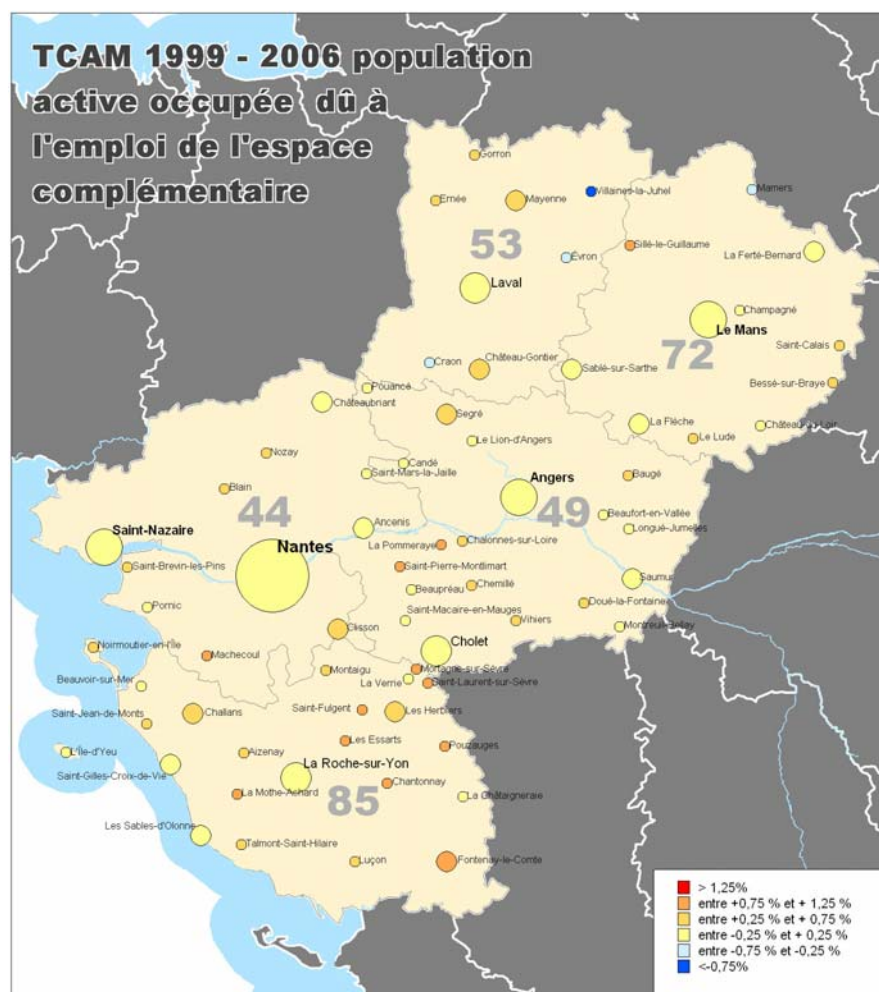 TCAM 1999 - 2006 population
active occupée dû à
l'emploi de l'espace
complémentaire
Gorron
Ernée
Mayenne
Villaines-la-Juhel
Mamers
53
Sillé-le-Guillaume
Évron
La Ferté-Bernard
Laval
Champagné
Le Mans
Saint-Calais
72
Craon
Château-Gontier
Sablé-sur-Sarthe
Bessé-sur-Braye
Pouancé
Châteaubriant
Segré
La Flèche
Château-du-Loir
Le Lude
Le Lion-d'Angers
Nozay
Candé
Saint-Mars-la-Jaille
Angers
Baugé
Blain
44
49
Beaufort-en-Vallée
Longué-Jumelles
Ancenis
Saint-Nazaire
Nantes
La Pommeraye
Chalonnes-sur-Loire
Saint-Brevin-les-Pins
Saint-Pierre-Montlimart
Saumur
Beaupréau
Chemillé
Pornic
Doué-la-Fontaine
Saint-Macaire-en-Mauges
Vihiers
Montreuil-Bellay
Clisson
Noirmoutier-en-l'Île
Cholet
Machecoul
Montaigu
Mortagne-sur-Sèvre
La Verrie
Saint-Laurent-sur-Sèvre
Beauvoir-sur-Mer
Saint-Jean-de-Monts
Challans
Saint-Fulgent
Les Herbiers
L'Île-d'Yeu
Aizenay
Les Essarts
Pouzauges
Saint-Gilles-Croix-de-Vie
La Roche-sur-Yon
Chantonnay
La Mothe-Achard
85
La Châtaigneraie
Les Sables-d'Olonne
Talmont-Saint-Hilaire
Luçon
Fontenay-le-Comte
> 1,25%
entre +0,75 % et + 1,25 %
entre +0,25 % et + 0,75 %
entre -0,25 % et + 0,25 %
entre -0,75 % et -0,25 %
<-0,75%